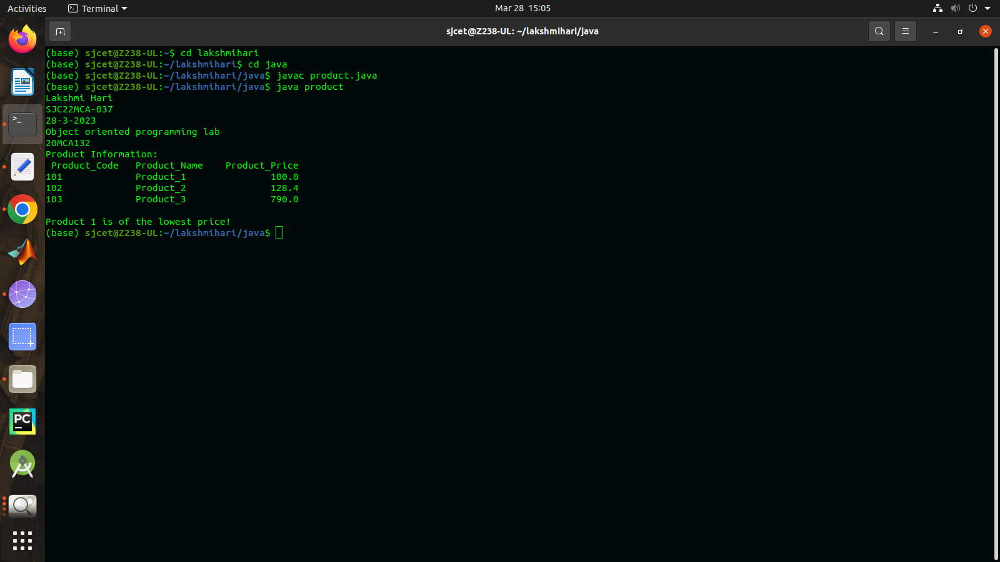 Activities Terminal Mar 28 15:05
sjcet@Z238-UL: ~/lakshmihari/java
(base) sjcet@Z238-UL:~$ cd lakshmihari
(base) sjcet@Z238-UL:~/lakshmihari$ cd java
(base) sjcet@Z238-UL:~/lakshmihari/java$ javac product.java
(base) sjcet@Z238-UL:~/lakshmihari/java$ java product
Lakshmi Hari
SJC22MCA-037
28-3-2023
Object oriented programming lab
20MCA132
Product Information:
Product_Code Product_Name Product_Price
101 Product_1 100.0
102 Product_2 128.4
103 Product_3 790.0
Product 1 is of the lowest price!
(base) sjcet@Z238-UL:~/lakshmihari/java$
>_
PC